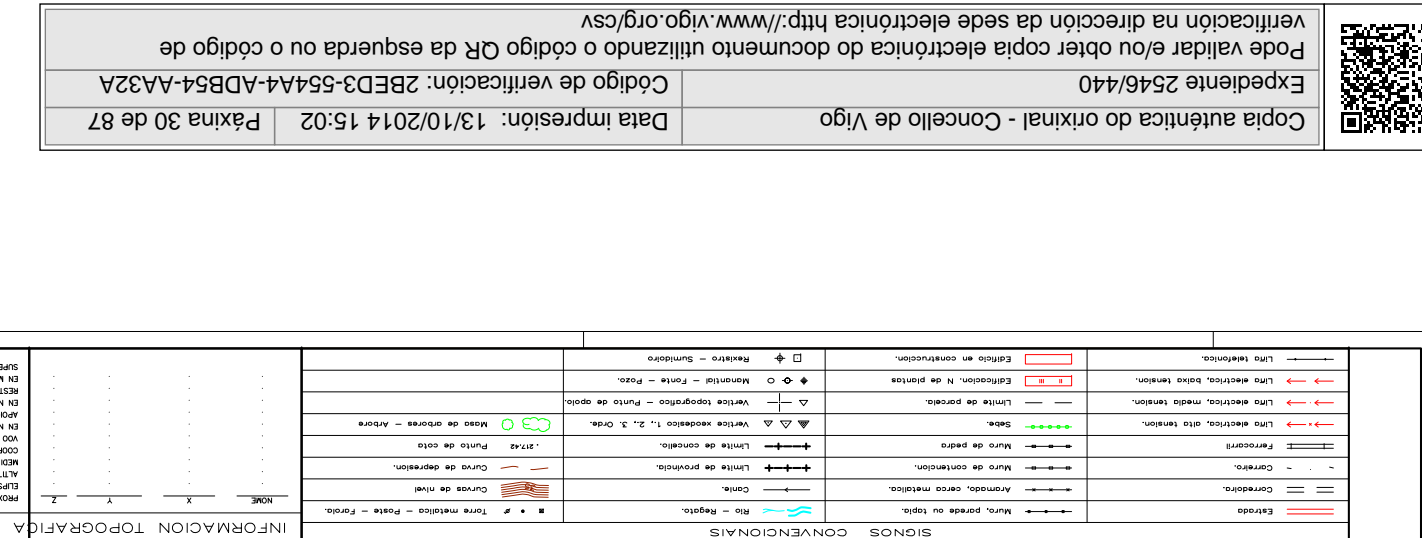 SIGNOS CONVENCIONAIS
Estrada
Corredoira.
Carreiro.
Ferrocarril
Liña electrica, alta tension.
Liña electrica, media tension.
Liña electrica, baixa tension.
Liña telefonica.
Muro, parede ou tapia.
Aramado, cerca metalica.
Muro de contencion.
Muro de pedra
Sebe.
Limite de parcela.
II III Edificacion. N de plantas
Edificio en construccion.
Rio – Regato.
Canle.
Limite de provincia.
Limite de concello.
Vertice xeodesico 1., 2., 3. Orde.
Vertice topografico – Punto de apoio.
Manantial – Fonte – Pozo.
Rexistro – Sumidoiro
Torre metalica – Poste – Farola.
Curvas de nivel
Curva de depresion.
. 217.42 Punto de cota
Masa de arbores – Arbore
INFORMACION TOPOGRAFICA
NOME X Y Z
Copia auténtica do orixinal - Concello de Vigo
Data impresión: 13/10/2014 15:02
Páxina 30 de 87
Expediente 2546/440
Código de verificación: 2BED3-554A4-ADB54-AA32A
Pode validar e/ou obter copia electrónica do documento utilizando o código QR da esquerda ou o código de
verificación na dirección da sede electrónica http://www.vigo.org/csv